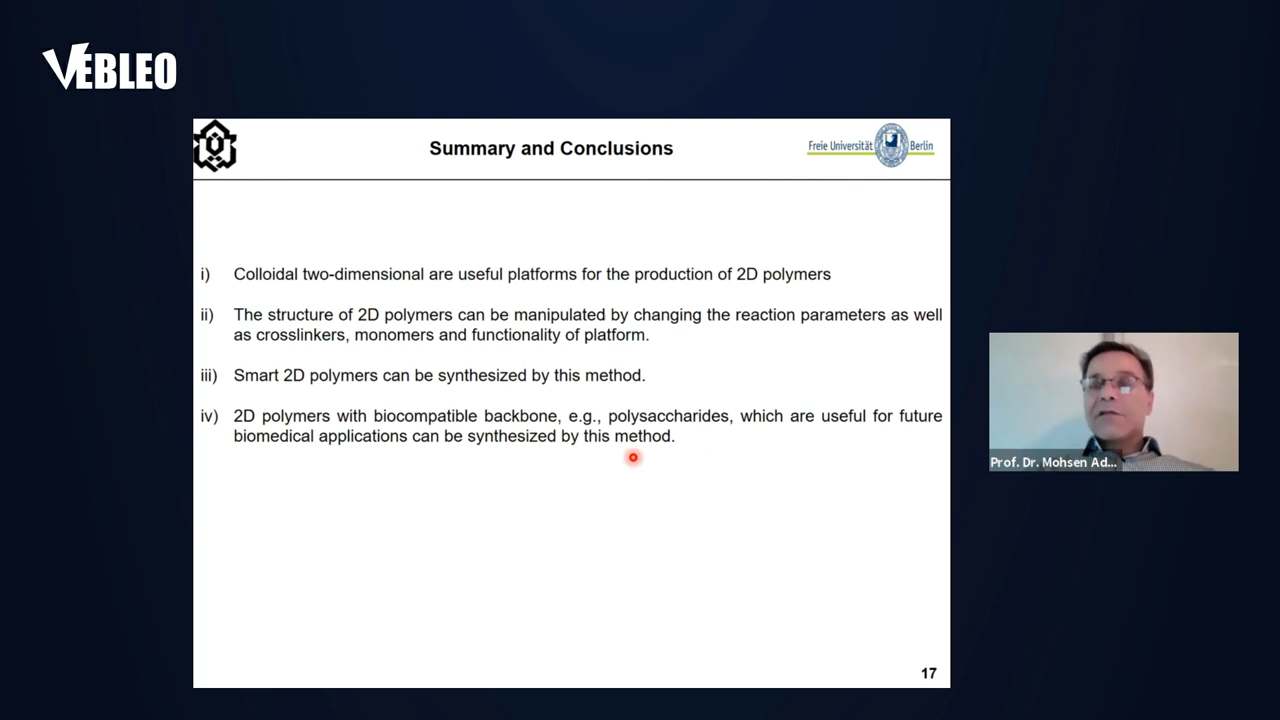 VEBLEO
Summary and Conclusions
Freie Universität Berlin
i) Colloidal two-dimensional are useful platforms for the production of 2D polymers
ii) The structure of 2D polymers can be manipulated by changing the reaction parameters as well
as crosslinkers, monomers and functionality of platform.
iii) Smart 2D polymers can be synthesized by this method.
iv) 2D polymers with biocompatible backbone, e.g., polysaccharides, which are useful for future
biomedical applications can be synthesized by this method.
Prof. Dr. Mohsen Ad...
17